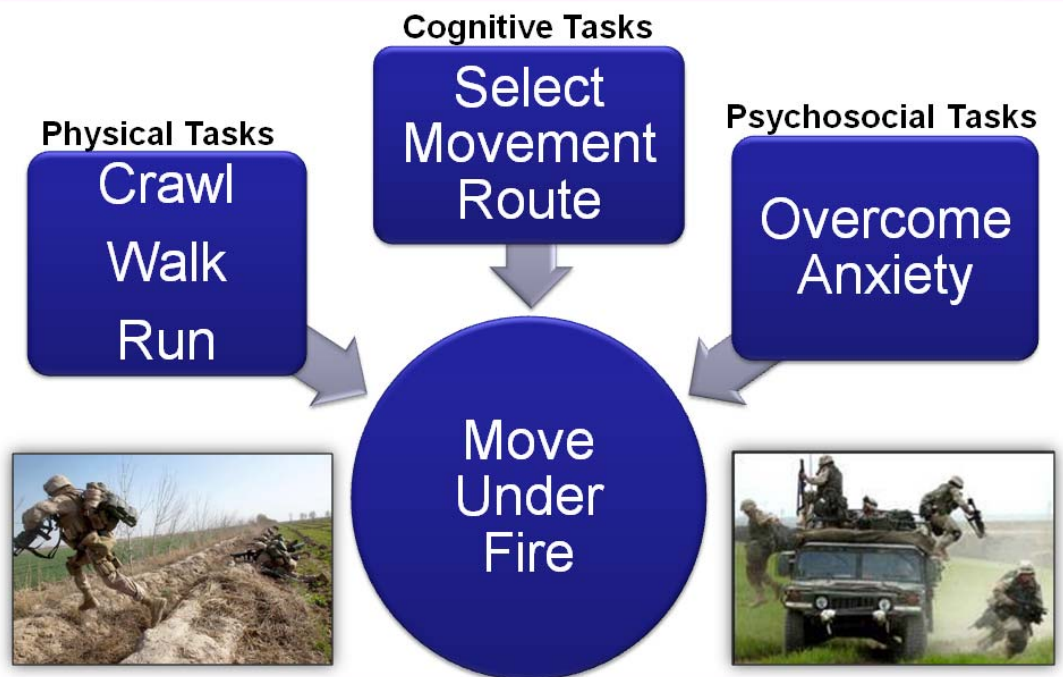 Cognitive Tasks
Select
Movement
Route
Physical Tasks
Crawl
Walk
Run
Psychosocial Tasks
Overcome
Anxiety
Move
Under
Fire